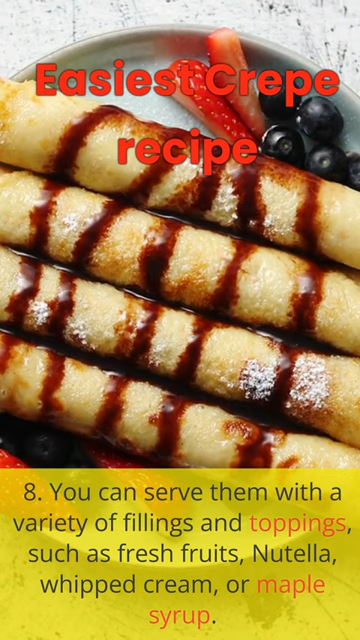 Easiest Crepe
recipe
8. You can serve them with a
variety of fillings and toppings,
such as fresh fruits, Nutella,
whipped cream, or maple
syrup.